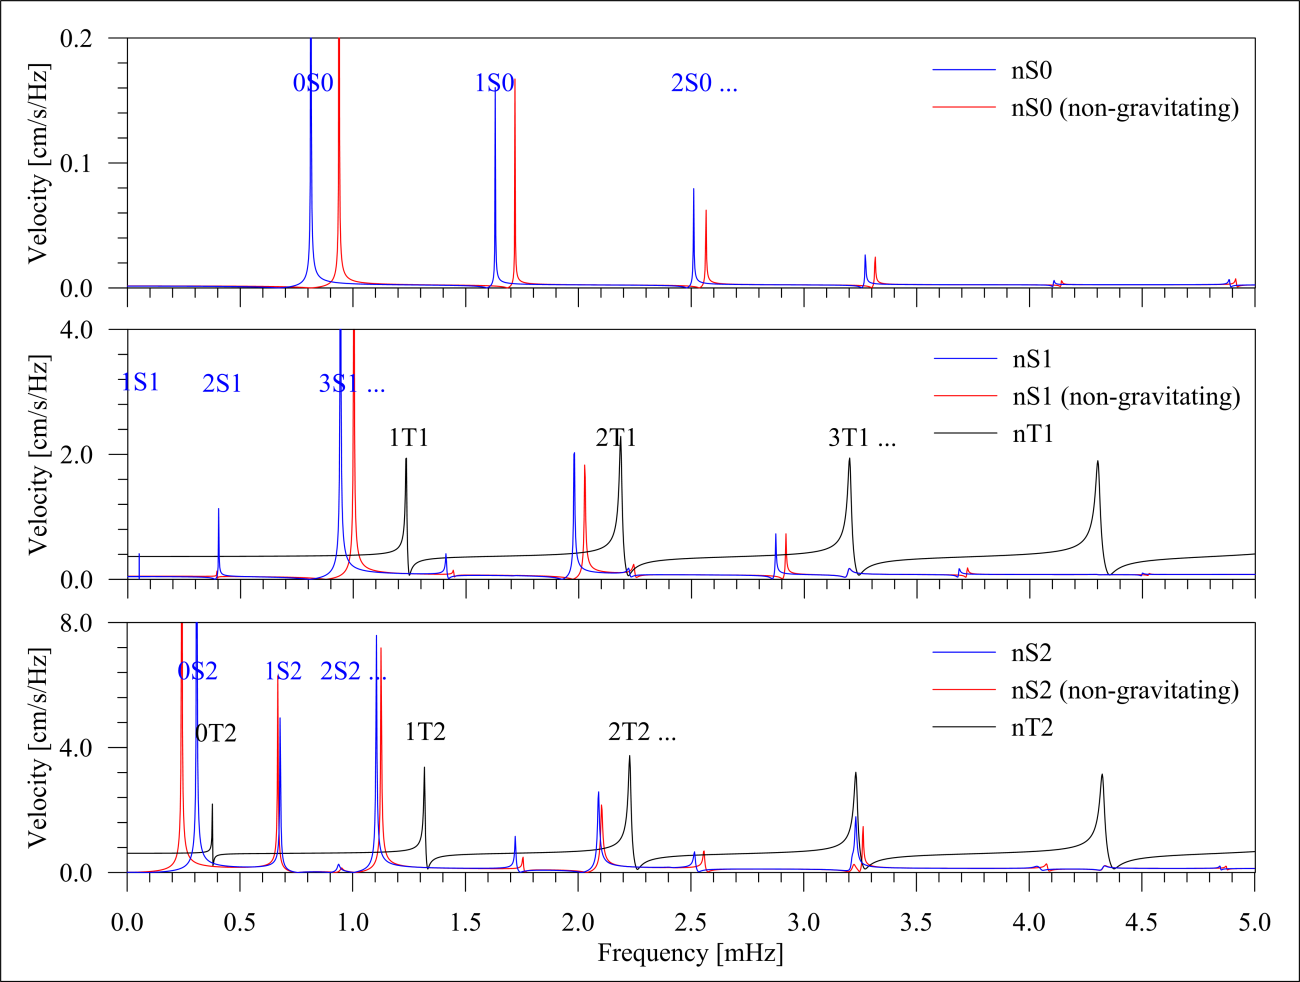 0.2
0.1
0.0
Velocity [cm/s/Hz]
0S0
1S0
2S0 ...
nS0
nS0 (non-gravitating)
4.0
2.0
0.0
Velocity [cm/s/Hz]
1S1
2S1
3S1 ...
1T1
2T1
3T1 ...
nS1
nS1 (non-gravitating)
nT1
8.0
4.0
0.0
Velocity [cm/s/Hz]
0S2
1S2
2S2 ...
0T2
1T2
2T2 ...
nS2
nS2 (non-gravitating)
nT2
0.0 0.5 1.0 1.5 2.0 2.5 3.0 3.5 4.0 4.5 5.0
Frequency [mHz]